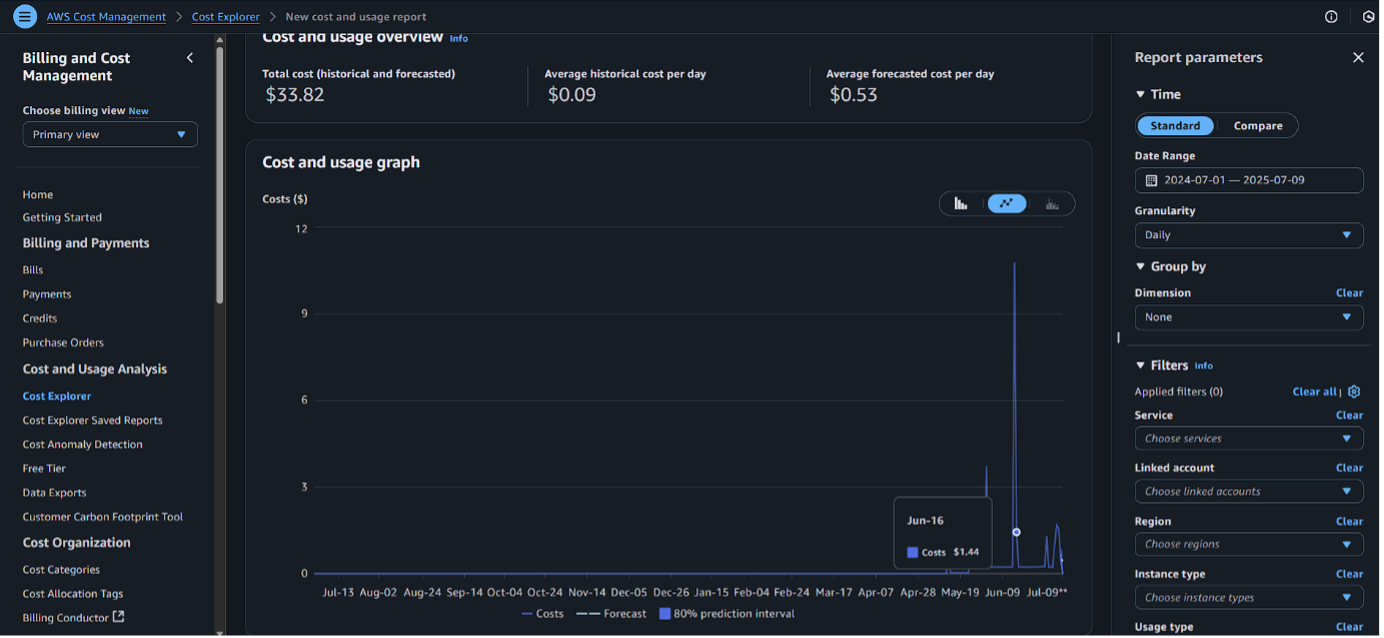 AWS Cost Management > Cost Explorer > New cost and usage report
Billing and Cost
Management
Choose billing view New
Primary view
Home
Getting Started
Billing and Payments
Bills
Payments
Credits
Purchase Orders
Cost and Usage Analysis
Cost Explorer
Cost Explorer Saved Reports
Cost Anomaly Detection
Free Tier
Data Exports
Customer Carbon Footprint Tool
Cost Organization
Cost Categories
Cost Allocation Tags
Billing Conductor
Cost and usage overview Info
Total cost (historical and forecasted)
$33.82
Average historical cost per day
$0.09
Average forecasted cost per day
$0.53
Cost and usage graph
Costs ($)
12
9
6
3
0
Jun-16
Costs $1.44
Jul-13 Aug-02 Aug-24 Sep-14 Oct-04 Oct-24 Nov-14 Dec-05 Dec-26 Jan-15 Feb-04 Feb-24 Mar-17 Apr-07 Apr-28 May-19 Jun-09 Jul-09**
Costs Forecast 80% prediction interval
Report parameters
Time
Standard Compare
Date Range
2024-07-01 — 2025-07-09
Granularity
Daily
Group by
Dimension Clear
None
Filters Info
Applied filters (0) Clear all |
Service Clear
Choose services
Linked account Clear
Choose linked accounts
Region Clear
Choose regions
Instance type Clear
Choose instance types
Usage type Clear